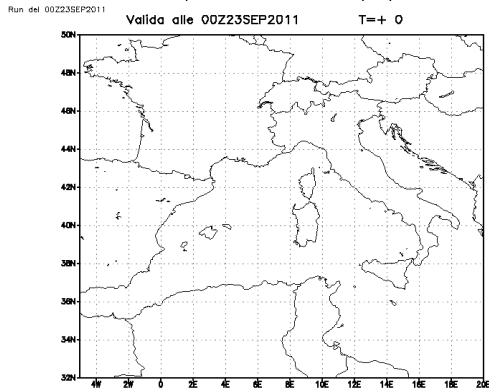 Run del 00Z23SEP2011
Valida alle 00Z23SEP2011 T=+ 0
50N
48N
46N
44N
42N
40N
38N
36N
34N
32N
4W 2W 0 2E 4E 6E 8E 10E 12E 14E 16E 18E 20E